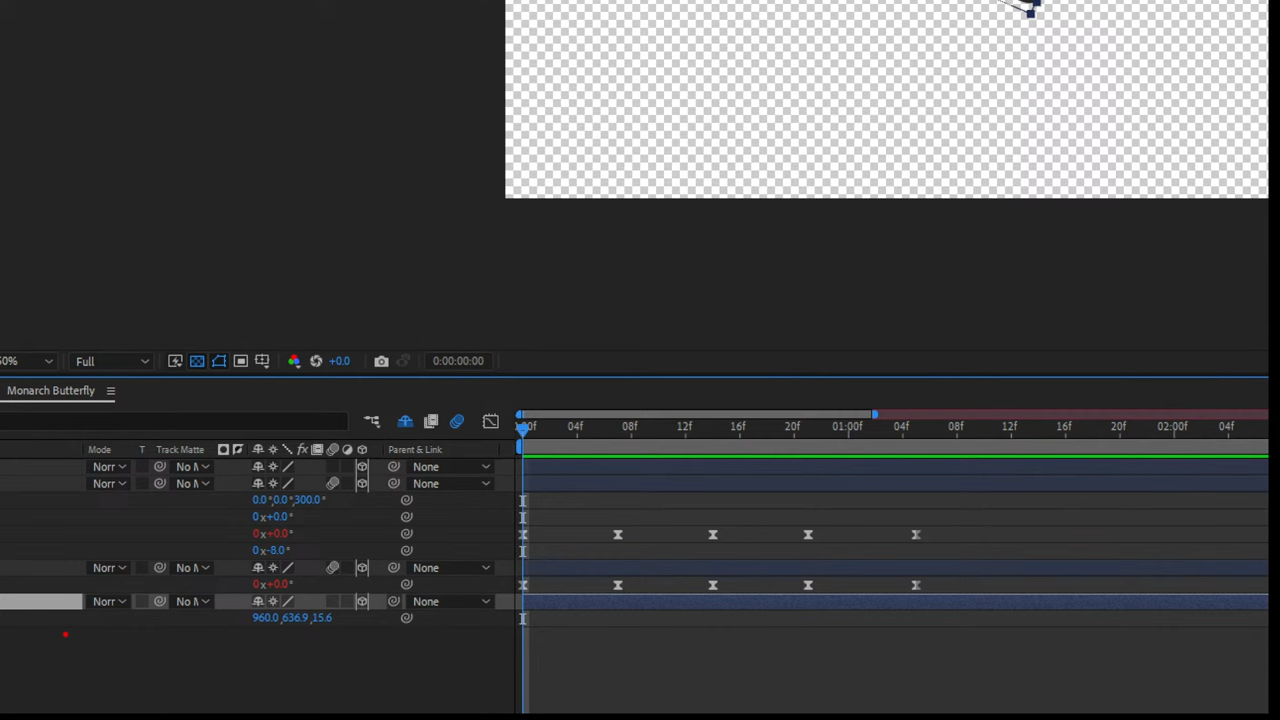 50% Full +0.0 0:00:00:00
Monarch Butterfly
:00f 04f 08f 12f 16f 20f 01:00f 04f 08f 12f 16f 20f 02:00f 04f
Mode T Track Matte fx Parent & Link
Norr No M None
Norr No M None
0.0°,0.0°,300.0°
0x+0.0°
0x+0.0°
0x-8.0°
Norr No M None
0x+0.0°
Norr No M None
960.0,636.9,15.6